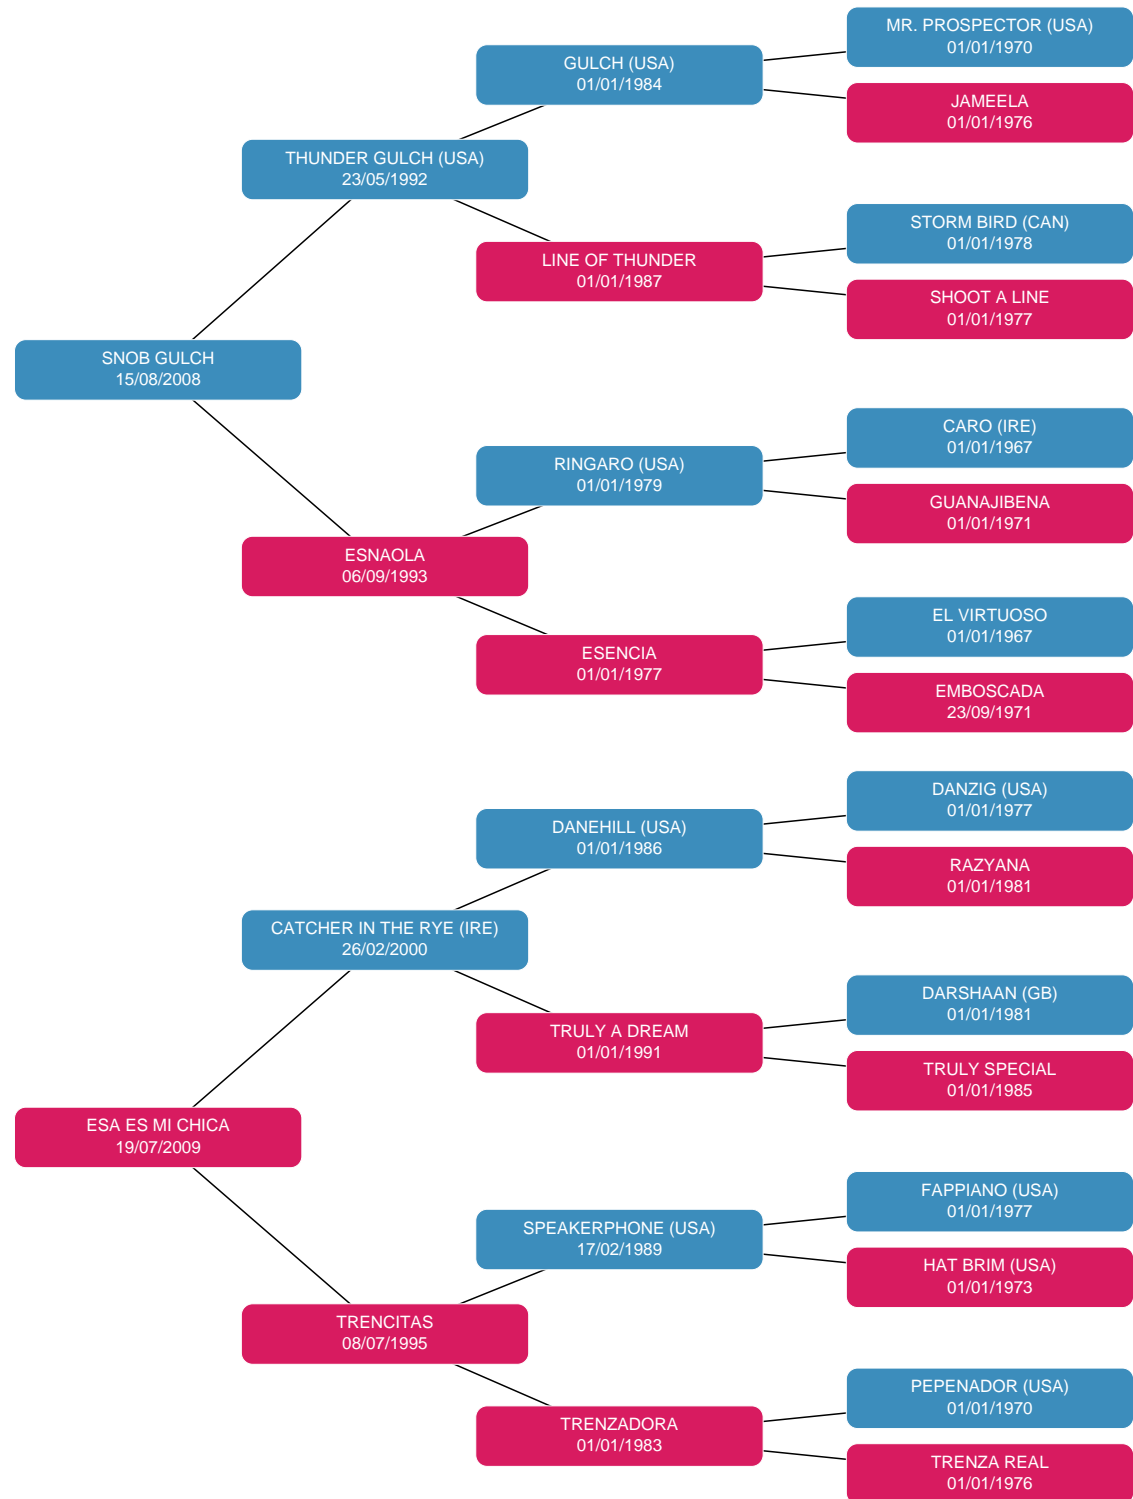 MR. PROSPECTOR (USA)
01/01/1970
GULCH (USA)
01/01/1984
JAMEELA
01/01/1976
THUNDER GULCH (USA)
23/05/1992
STORM BIRD (CAN)
01/01/1978
LINE OF THUNDER
01/01/1987
SHOOT A LINE
01/01/1977
SNOB GULCH
15/08/2008
CARO (IRE)
01/01/1967
RINGARO (USA)
01/01/1979
GUANAJIBENA
01/01/1971
ESNAOLA
06/09/1993
EL VIRTUOSO
01/01/1967
ESENCIA
01/01/1977
EMBOSCADA
23/09/1971
DANZIG (USA)
01/01/1977
DANEHILL (USA)
01/01/1986
RAZYANA
01/01/1981
CATCHER IN THE RYE (IRE)
26/02/2000
DARSHAAN (GB)
01/01/1981
TRULY A DREAM
01/01/1991
TRULY SPECIAL
01/01/1985
ESA ES MI CHICA
19/07/2009
FAPPIANO (USA)
01/01/1977
SPEAKERPHONE (USA)
17/02/1989
HAT BRIM (USA)
01/01/1973
TRENCITAS
08/07/1995
PEPENADOR (USA)
01/01/1970
TRENZADORA
01/01/1983
TRENZA REAL
01/01/1976